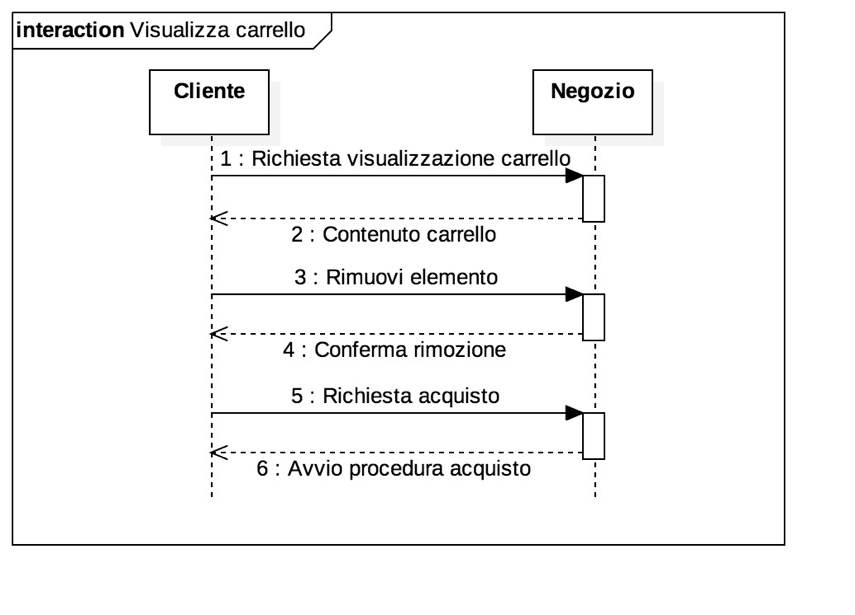 interaction Visualizza carrello
Cliente
Negozio
1 : Richiesta visualizzazione carrello
2 : Contenuto carrello
3 : Rimuovi elemento
4 : Conferma rimozione
5 : Richiesta acquisto
6 : Avvio procedura acquisto